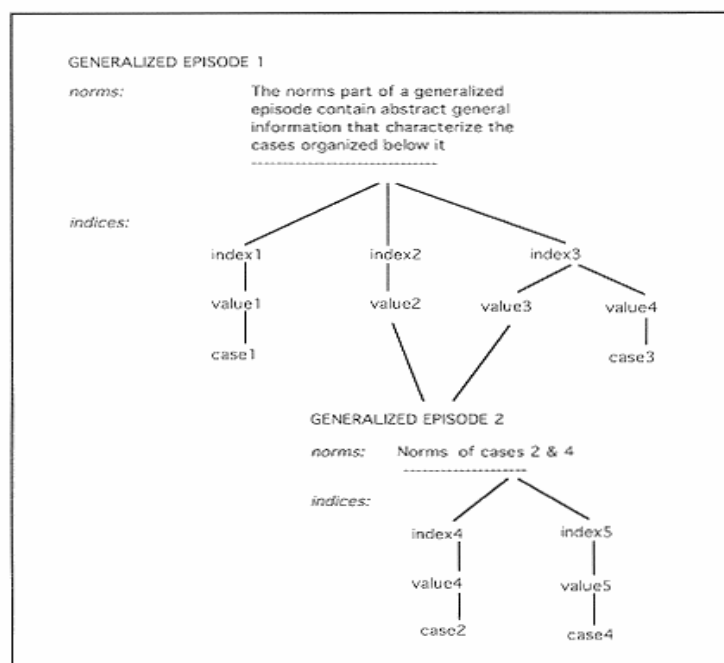 GENERALIZED EPISODE 1
norms: The norms part of a generalized
episode contain abstract general
information that characterize the
cases organized below it
indices:
index1 index2 index3
value1 value2 value3 value4
case1 case3
GENERALIZED EPISODE 2
norms: Norms of cases 2 & 4
indices:
index4 index5
value4 value5
case2 case4